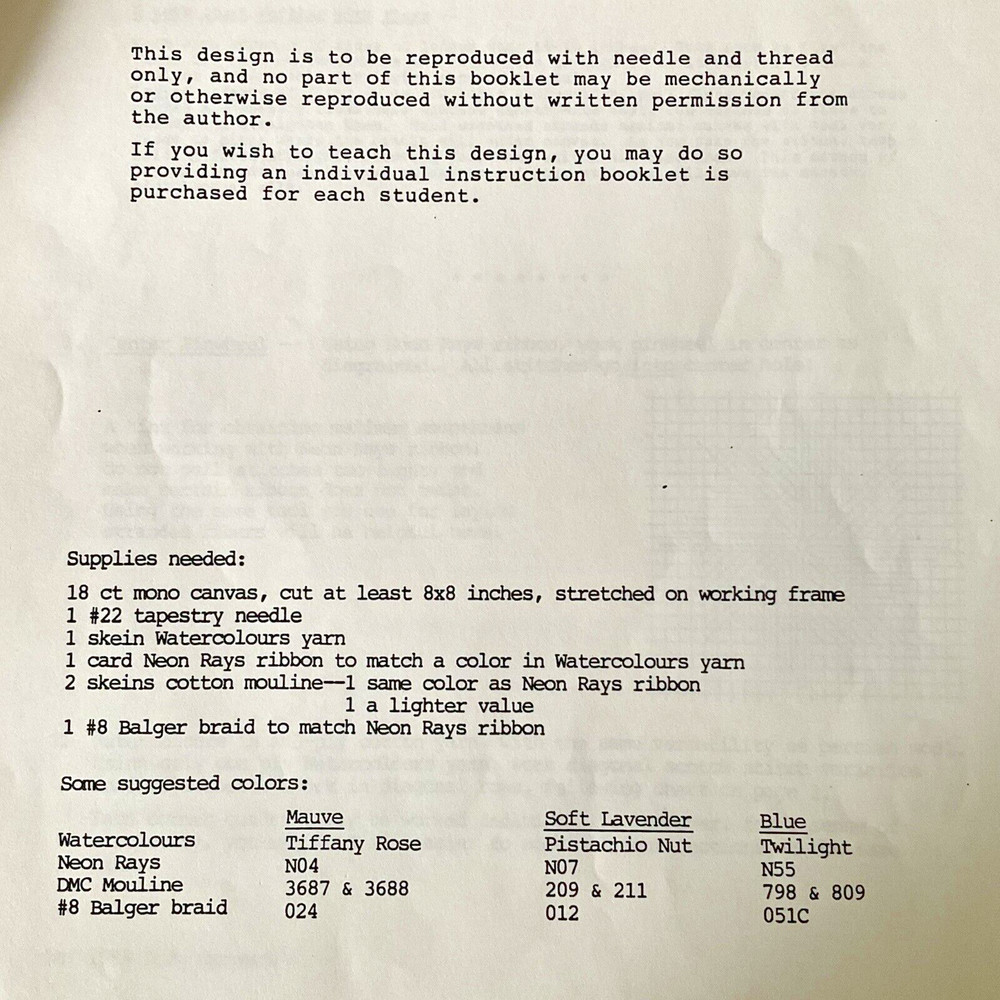 This design is to be reproduced with needle and thread
only, and no part of this booklet may be mechanically
or otherwise reproduced without written permission from
the author.
If you wish to teach this design, you may do so
providing an individual instruction booklet is
purchased for each student.
Supplies needed:
18 ct mono canvas, cut at least 8x8 inches, stretched on working frame
1 #22 tapestry needle
1 skein Watercolours yarn
1 card Neon Rays ribbon to match a color in Watercolours yarn
2 skeins cotton mouline--1 same color as Neon Rays ribbon
1 a lighter value
1 #8 Balger braid to match Neon Rays ribbon
Some suggested colors:
Mauve Soft Lavender Blue
Watercolours Tiffany Rose Pistachio Nut Twilight
Neon Rays N04 N07 N55
DMC Mouline 3687 & 3688 209 & 211 798 & 809
#8 Balger braid 024 012 051C